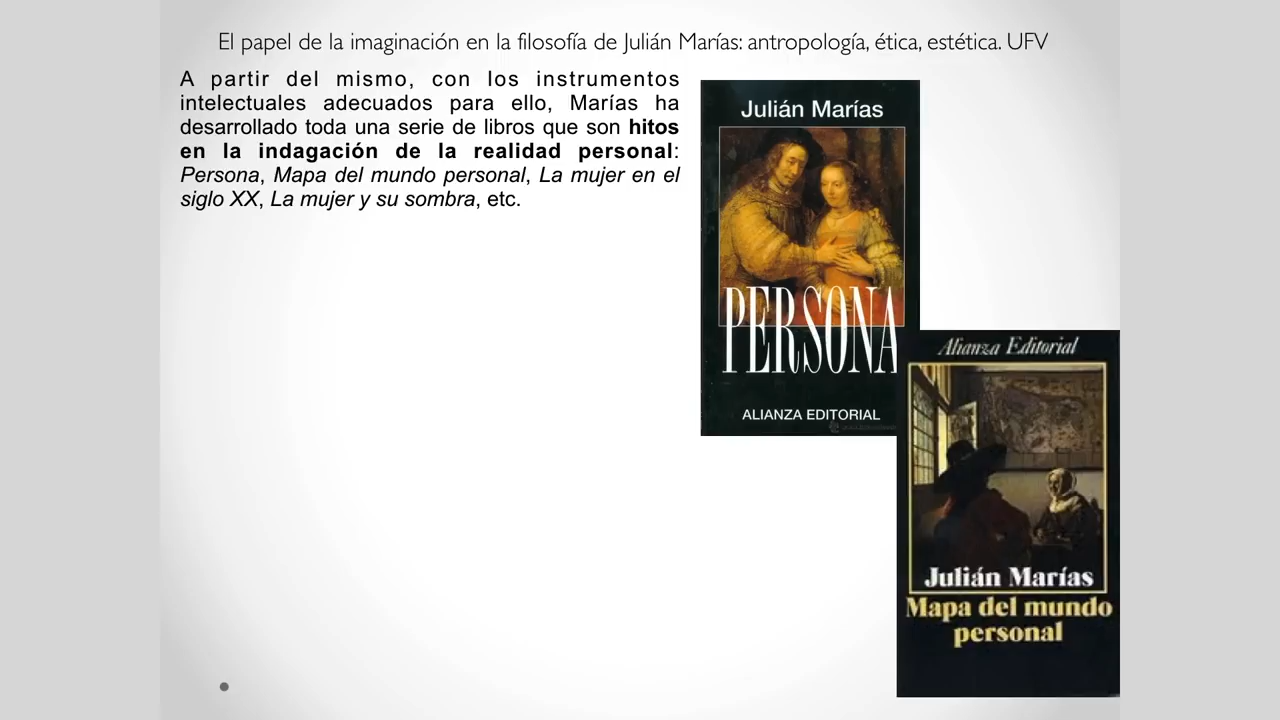 El papel de la imaginación en la filosofía de Julián Marías: antropología, ética, estética. UFV
A partir del mismo, con los instrumentos
intelectuales adecuados para ello, Marías ha
desarrollado toda una serie de libros que son hitos
en la indagación de la realidad personal:
Persona, Mapa del mundo personal, La mujer en el
siglo XX, La mujer y su sombra, etc.
Julián Marías
PERSONA
ALIANZA EDITORIAL
Alianza Editorial
Julián Marías
Mapa del mundo
personal